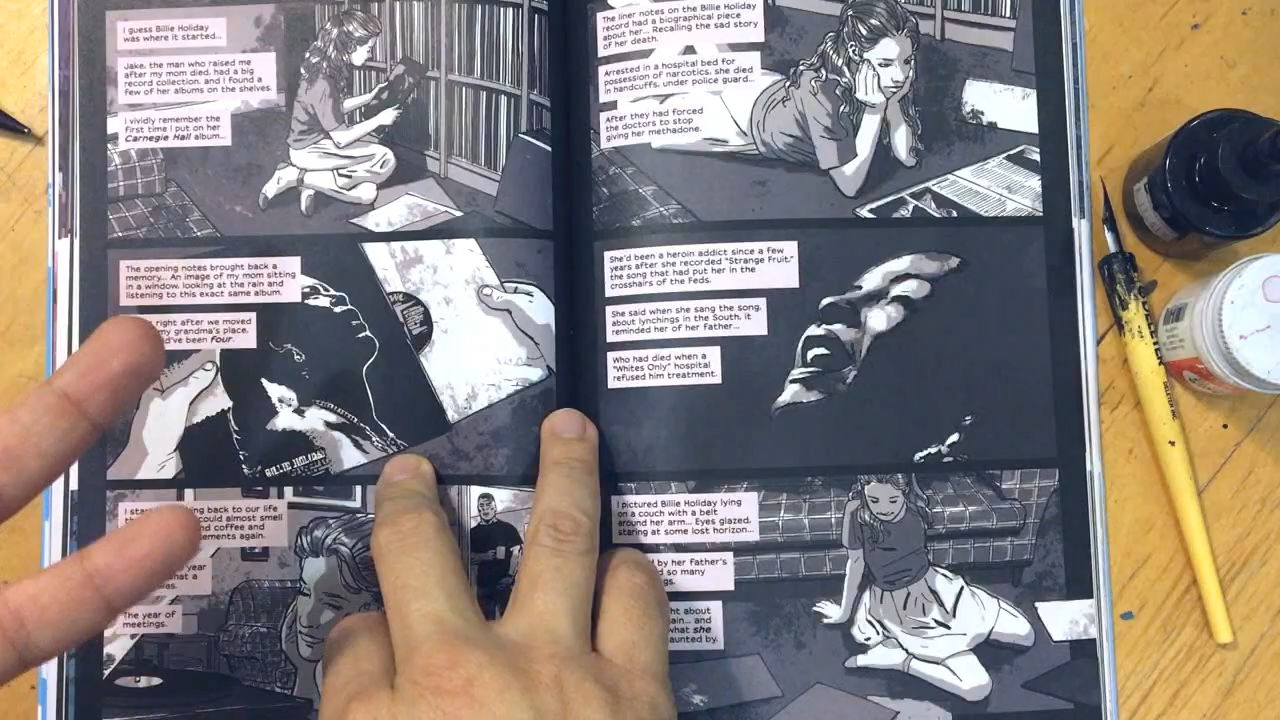 I guess Billie Holiday
was where it started...
Jake, the man who raised me
after my mom died, had a big
record collection, and I found a
few of her albums on the shelves.
I vividly remember the
first time I put on her
Carnegie Hall album...
The opening notes brought back a
memory... An image of my mom sitting
in a window, looking at the rain and
listening to this exact same album.
right after we moved
my grandma's place.
've been four.
BILLIE HOLIDAY
I star
ing back to our life
th
could almost smell
d coffee and
ements again.
year
hat a
as.
The year of
meetings.
The liner notes on the Billie Holiday
record had a biographical piece
about her... Recalling the sad story
of her death.
Arrested in a hospital bed for
possession of narcotics, she died
in handcuffs, under police guard...
After they had forced
the doctors to stop
giving her methadone.
She'd been a heroin addict since a few
years after she recorded "Strange Fruit,"
the song that had put her in the
crosshairs of the Feds.
She said when she sang the song,
about lynchings in the South, it
reminded her of her father...
Who had died when a
"Whites Only" hospital
refused him treatment.
I pictured Billie Holiday lying
on a couch with a belt
around her arm... Eyes glazed,
staring at some lost horizon...
d by her father's
d so many
gs.
ht about
ain... and
what she
aunted by.
DELETER INC